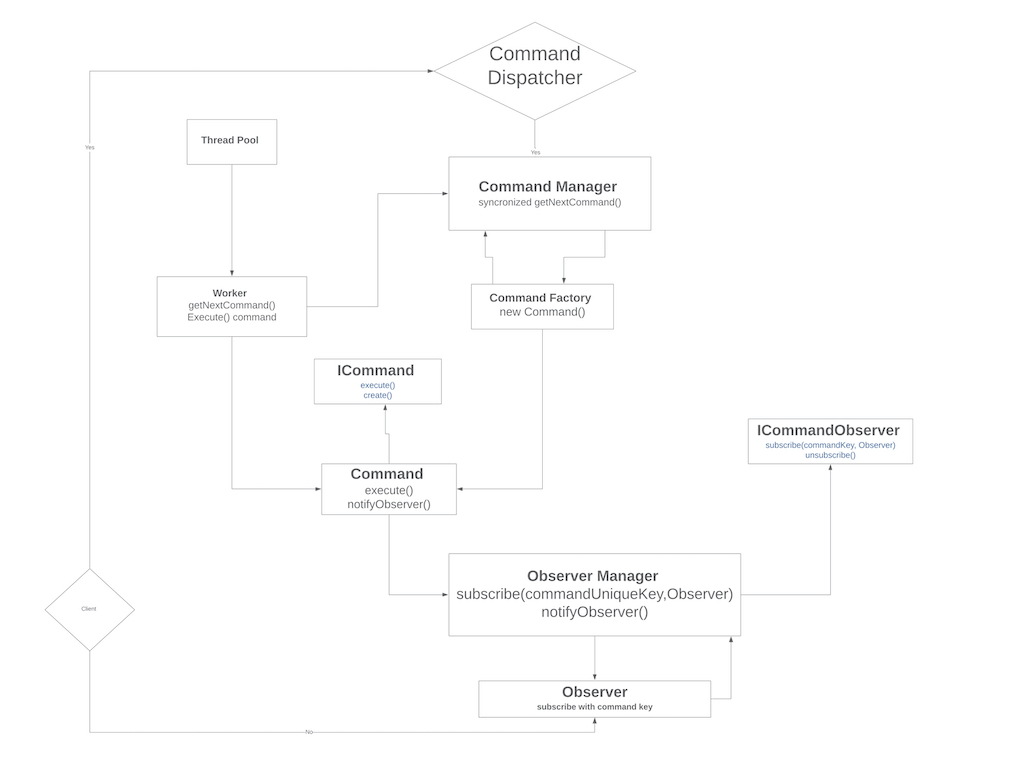 Command
Dispatcher
Yes
Thread Pool
Yes
Command Manager
syncronized getNextCommand()
Worker
getNextCommand()
Execute() command
Command Factory
new Command()
ICommand
execute()
create()
ICommandObserver
subscribe(commandKey, Observer)
unsubscribe()
Command
execute()
notifyObserver()
Observer Manager
subscribe(commandUniqueKey,Observer)
notifyObserver()
Client
Observer
subscribe with command key
No